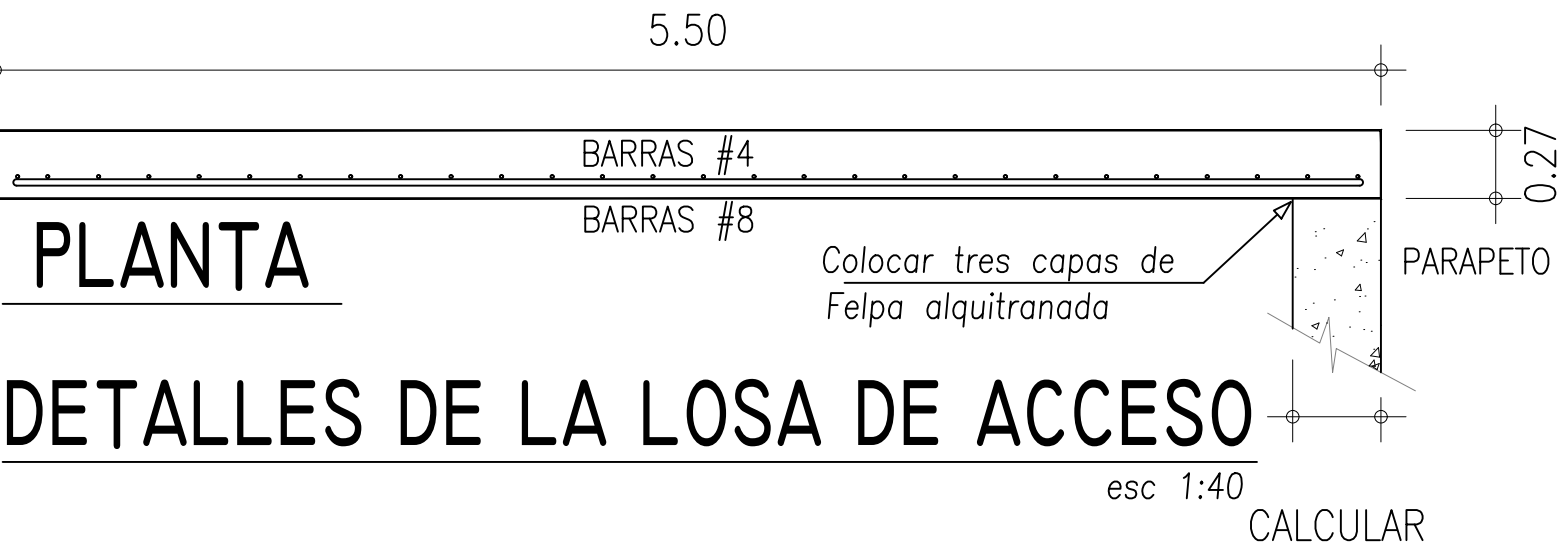 5.50
BARRAS #4
0.27
BARRAS #8
PLANTA
Colocar tres capas de
Felpa alquitranada
PARAPETO
DETALLES DE LA LOSA DE ACCESO
esc 1:40
CALCULAR